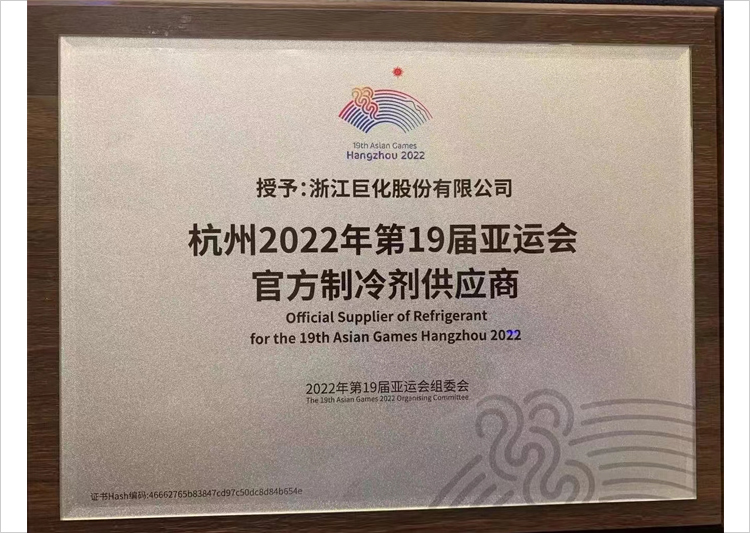 19th Asian Games
Hangzhou 2022
授予：浙江巨化股份有限公司
杭州2022年第19届亚运会
官方制冷剂供应商
Official Supplier of Refrigerant
for the 19th Asian Games Hangzhou 2022
2022年第19届亚运会组委会
The 19th Asian Games 2022 Organising Committee
证书Hash编码:46662765b83847cd97c50dc8d84b654e